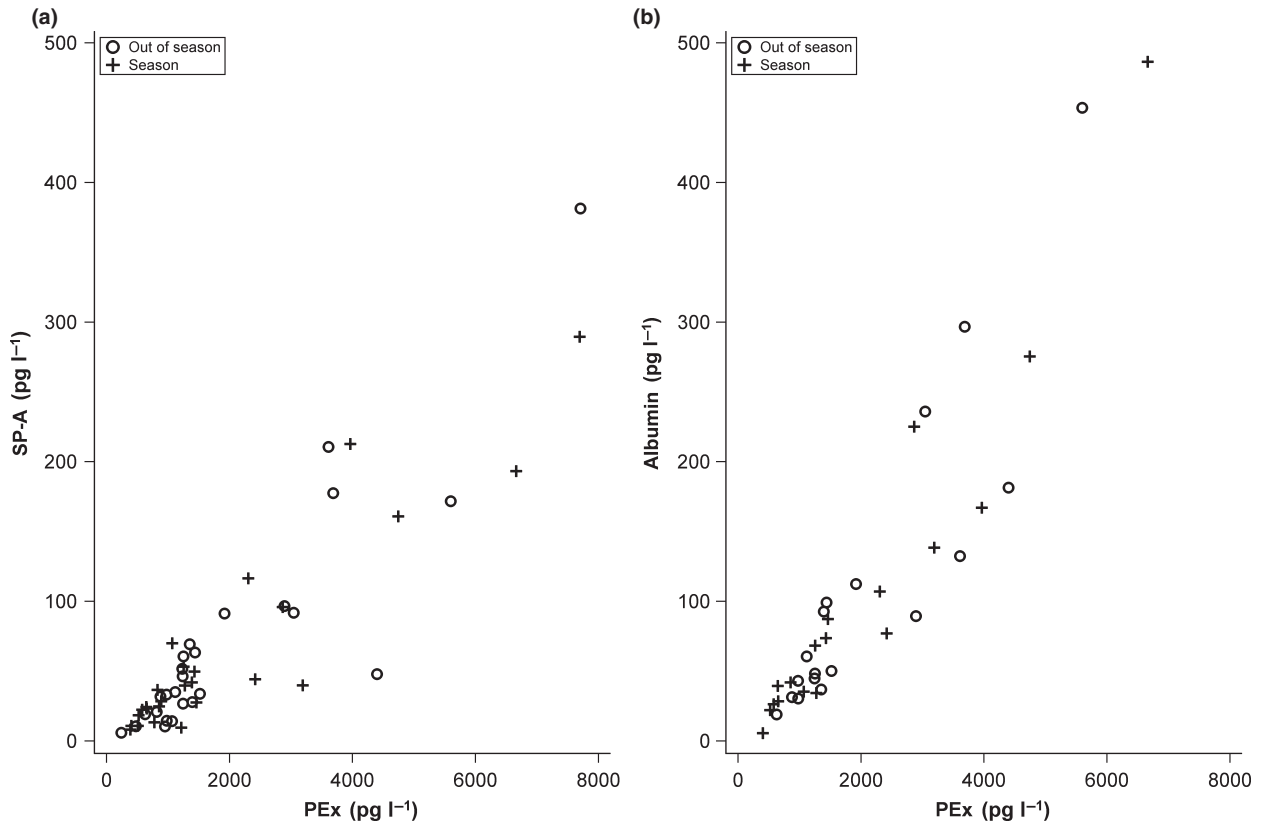 (a)
Out of season
Season
500
400
300
200
100
0
SP-A (pg l⁻¹)
0 2000 4000 6000 8000
PEx (pg l⁻¹)
(b)
Out of season
Season
500
400
300
200
100
0
Albumin (pg l⁻¹)
0 2000 4000 6000 8000
PEx (pg l⁻¹)